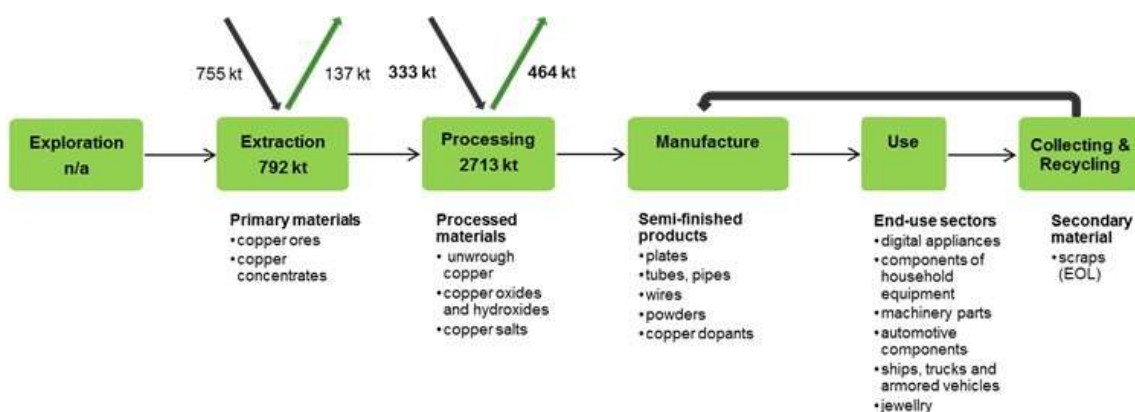 755 kt
137 kt
333 kt
464 kt
Exploration
n/a
Extraction
792 kt
Processing
2713 kt
Manufacture
Use
Collecting &
Recycling
Primary materials
• copper ores
• copper
concentrates
Processed
materials
• unwrough
copper
• copper oxides
and hydroxides
• copper salts
Semi-finished
products
• plates
• tubes, pipes
• wires
• powders
• copper dopants
End-use sectors
• digital appliances
• components of
household
equipment
• machinery parts
• automotive
components
• ships, trucks and
armored vehicles
• jewellry
Secondary
material
• scraps
(EOL)